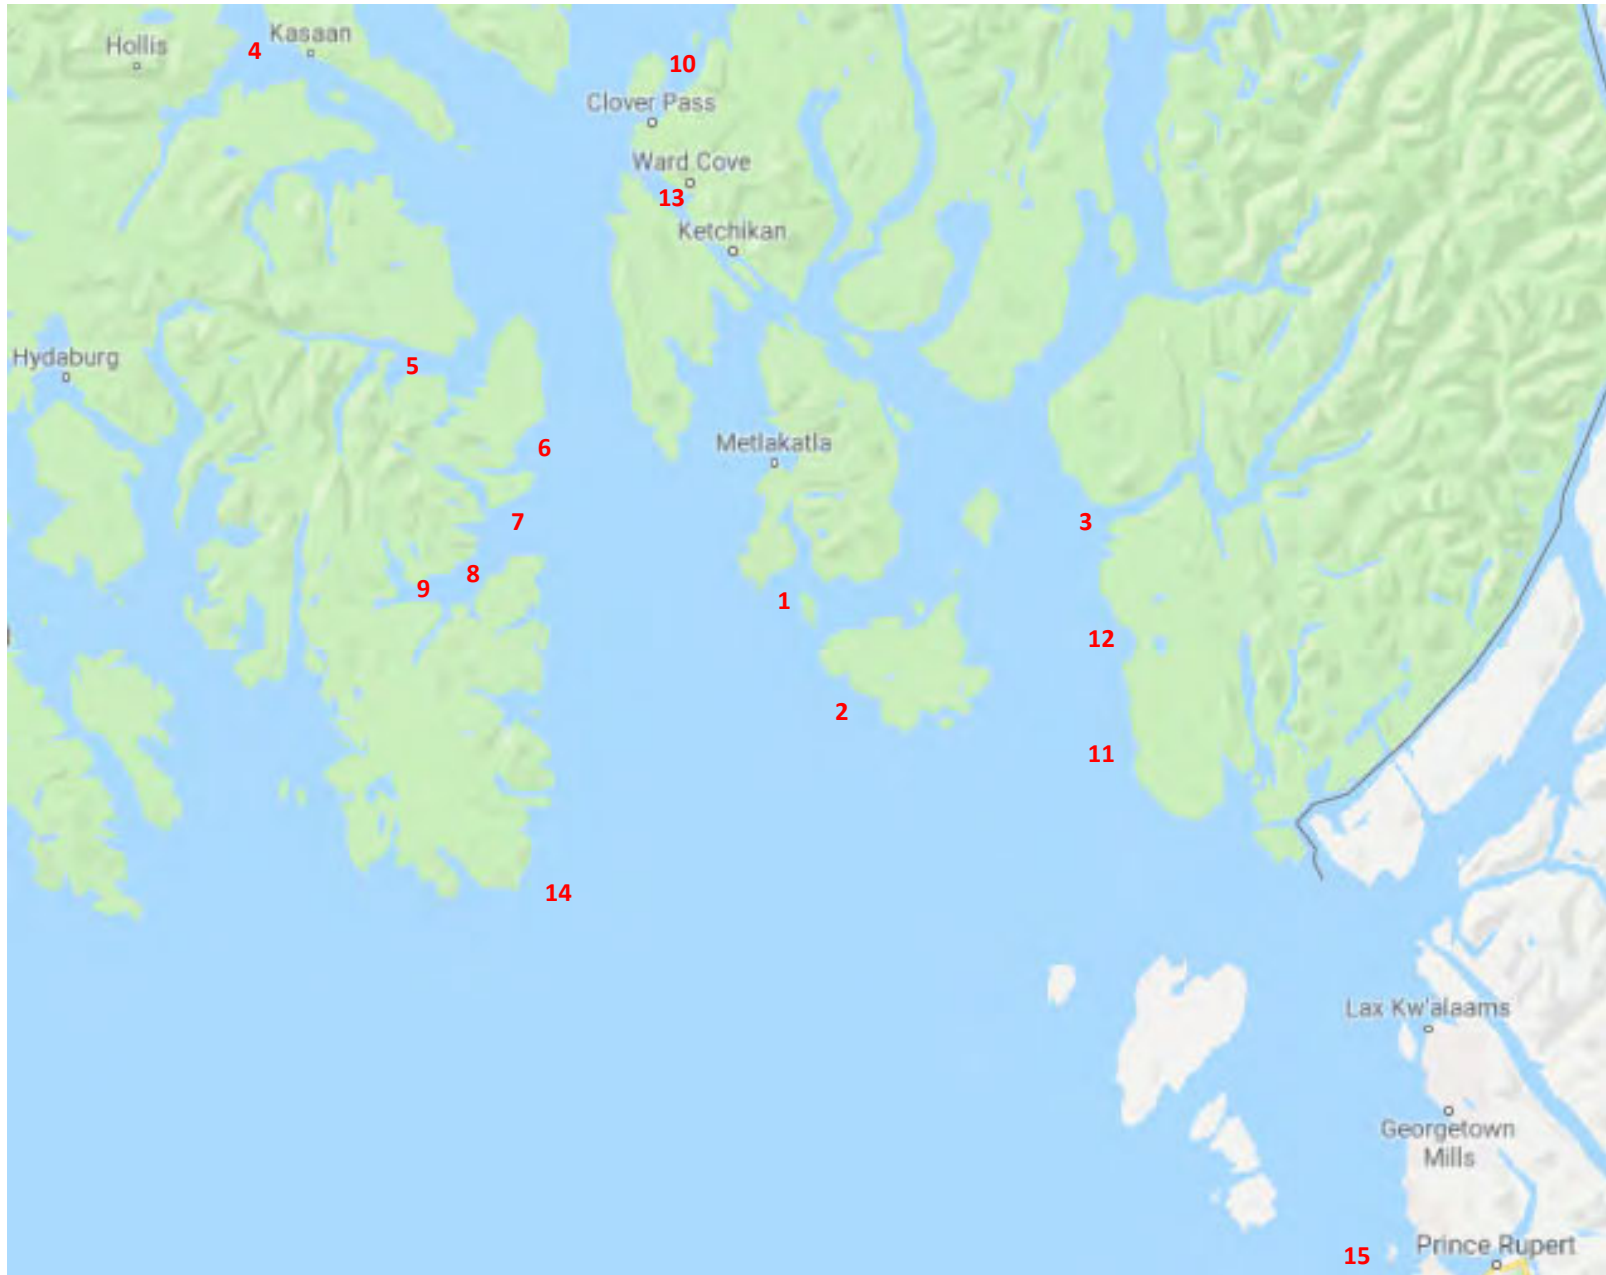 Kasaan
Hollis
4
10
Clover Pass
Ward Cove
13
Ketchikan
Hydaburg
5
Metlakatla
6
7
3
8
9
1
12
2
11
14
Lax Kw'alaams
Georgetown
Mills
Prince Rupert
15